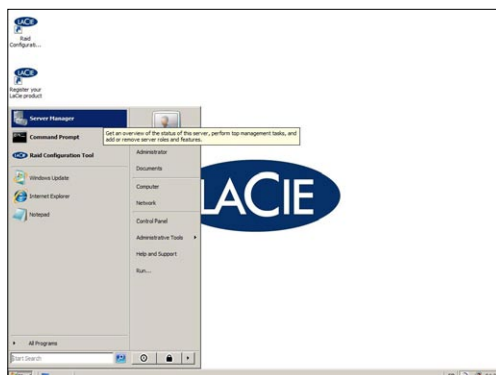 LACIE
Raid
Configurati...
LACIE
Register your
LaCie product
Server Manager
Command Prompt
Raid Configuration Tool
Windows Update
Internet Explorer
Notepad
All Programs
Start Search
Get an overview of the status of this server, perform top management tasks, and
add or remove server roles and features.
Administrator
Documents
Computer
Network
Control Panel
Administrative Tools
Help and Support
Run...
LACIE